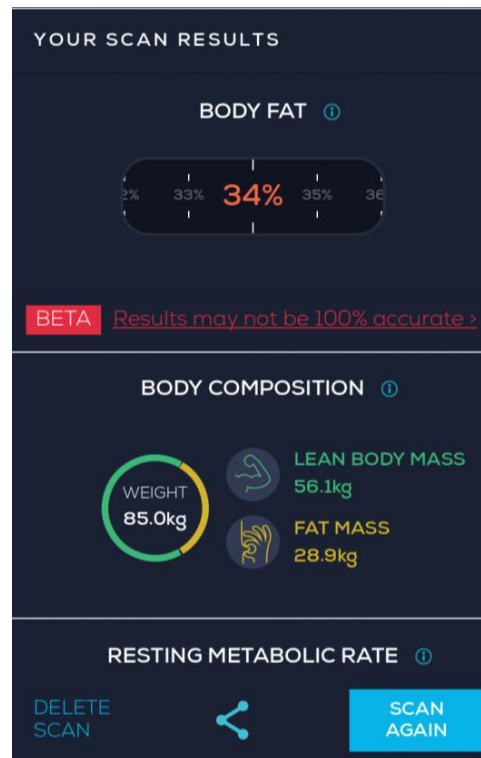 YOUR SCAN RESULTS
BODY FAT
33% 34% 35%
BETA Results may not be 100% accurate >
BODY COMPOSITION
WEIGHT
85.0kg
LEAN BODY MASS
56.1kg
FAT MASS
28.9kg
RESTING METABOLIC RATE
DELETE
SCAN
SCAN
AGAIN